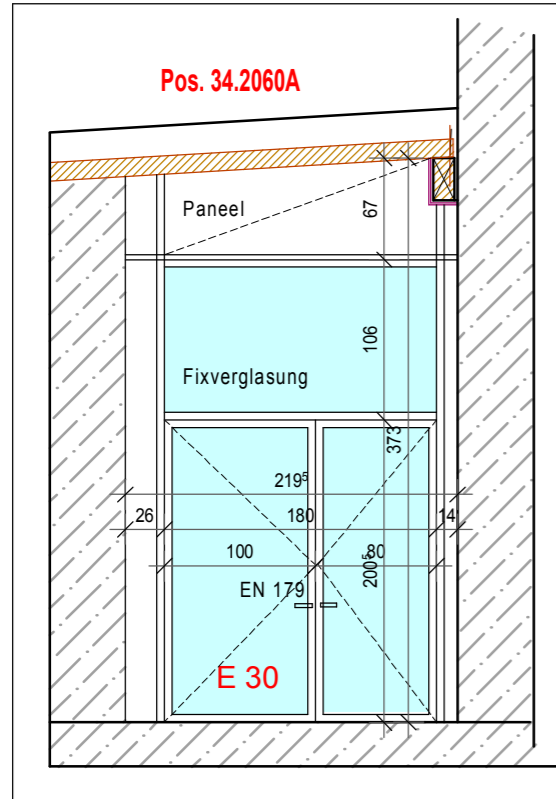 Pos. 34.2060A
Paneel
67
106
Fixverglasung
373
219⁵
26
180
14
100
80
200⁵
EN 179
E 30